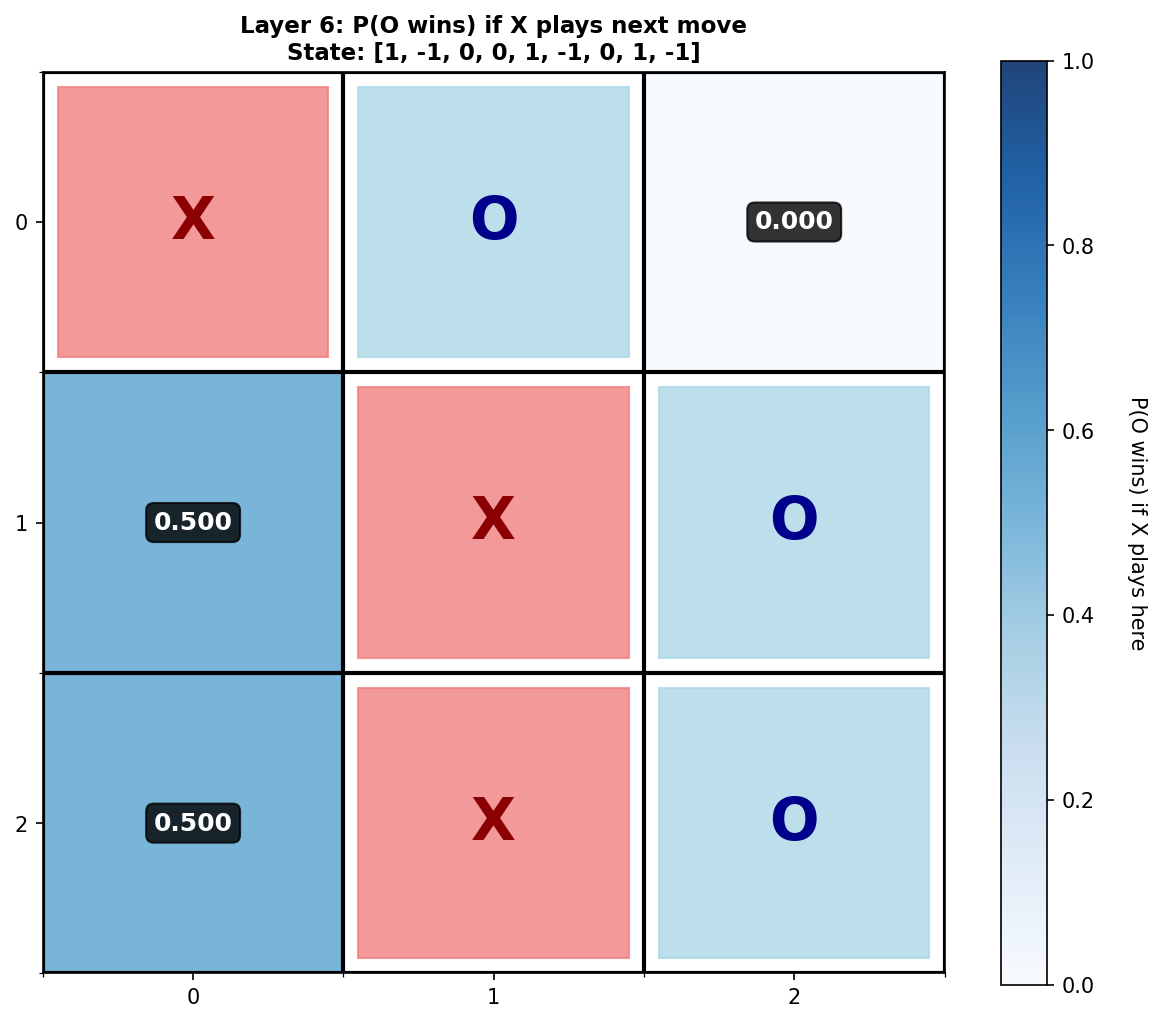 Layer 6: P(O wins) if X plays next move
State: [1, -1, 0, 0, 1, -1, 0, 1, -1]
X
O
0.000
0.500
X
O
0.500
X
O
0
1
2
0
1
2
1.0
0.8
0.6
0.4
0.2
0.0
P(O wins) if X plays here